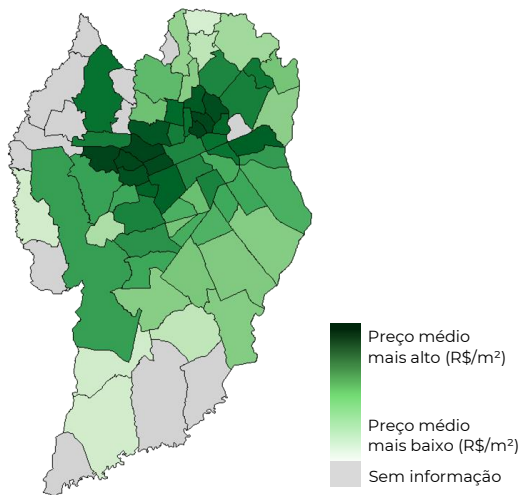 Preço médio
mais alto (R$/m²)
Preço médio
mais baixo (R$/m²)
Sem informação